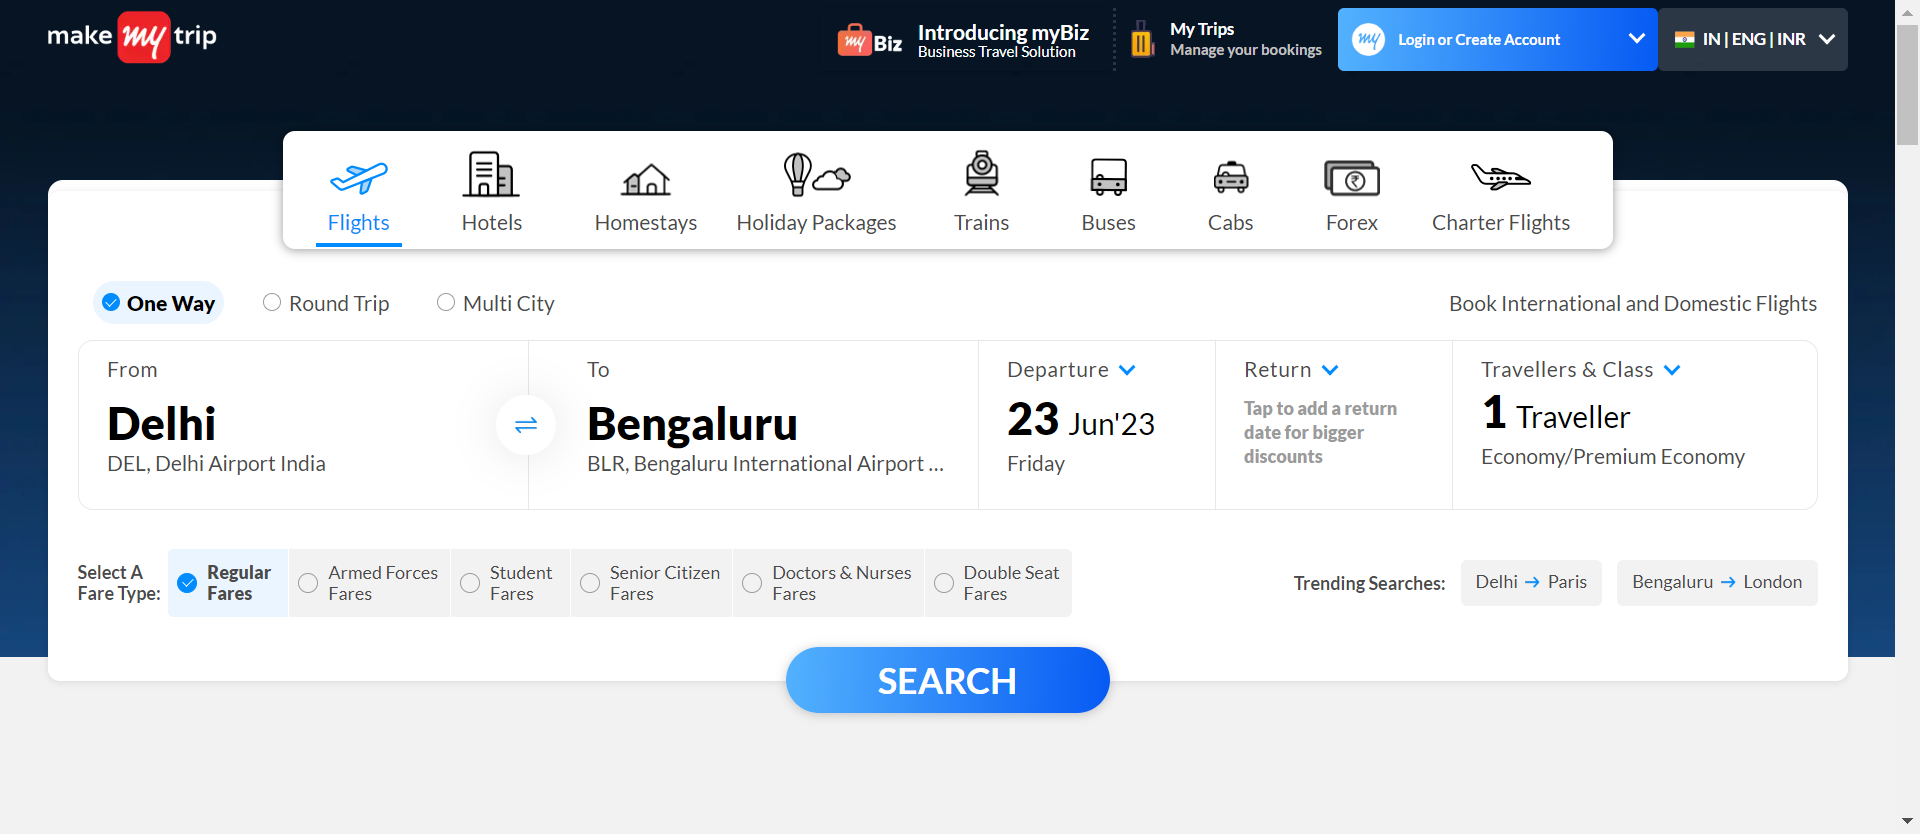 make my trip
my Biz
Introducing myBiz
Business Travel Solution
My Trips
Manage your bookings
my Login or Create Account
IN | ENG | INR
Flights
Hotels
Homestays
Holiday Packages
Trains
Buses
Cabs
Forex
Charter Flights
One Way
Round Trip
Multi City
Book International and Domestic Flights
From
Delhi
DEL, Delhi Airport India
To
Bengaluru
BLR, Bengaluru International Airport ...
Departure
23 Jun'23
Friday
Return
Tap to add a return
date for bigger
discounts
Travellers & Class
1 Traveller
Economy/Premium Economy
Select A
Fare Type:
Regular
Fares
Armed Forces
Fares
Student
Fares
Senior Citizen
Fares
Doctors & Nurses
Fares
Double Seat
Fares
Trending Searches:
Delhi → Paris
Bengaluru → London
SEARCH